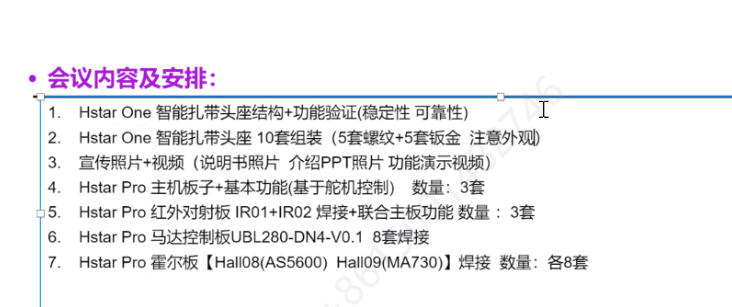 • 会议内容及安排：
1. Hstar One 智能扎带头座结构+功能验证(稳定性 可靠性)
2. Hstar One 智能扎带头座 10套组装（5套螺纹+5套钣金 注意外观）
3. 宣传照片+视频（说明书照片 介绍PPT照片 功能演示视频）
4. Hstar Pro 主机板子+基本功能(基于舵机控制) 数量：3套
5. Hstar Pro 红外对射板 IR01+IR02 焊接+联合主板功能 数量 ：3套
6. Hstar Pro 马达控制板UBL280-DN4-V0.1 8套焊接
7. Hstar Pro 霍尔板【Hall08(AS5600) Hall09(MA730)】焊接 数量：各8套